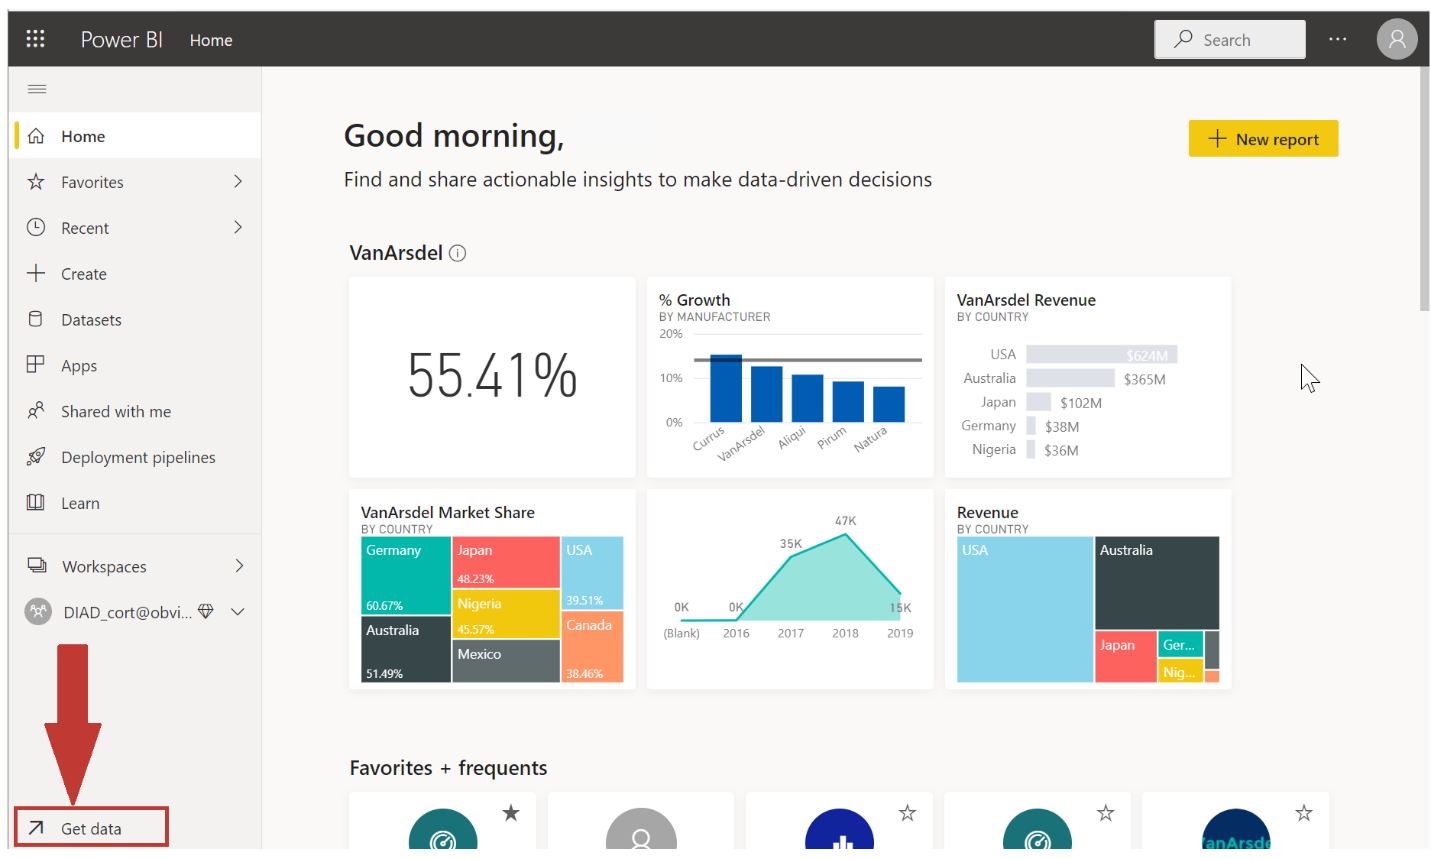 Power BI
Home
Search
Home
Favorites
Recent
Create
Datasets
Apps
Shared with me
Deployment pipelines
Learn
Workspaces
DIAD_cort@obvi...
Get data
Good morning,
New report
Find and share actionable insights to make data-driven decisions
VanArsdel
55.41%
% Growth
BY MANUFACTURER
20%
10%
0%
Currus
VanArsdel
Aliqui
Pirum
Natura
VanArsdel Revenue
BY COUNTRY
USA $624M
Australia $365M
Japan $102M
Germany $38M
Nigeria $36M
VanArsdel Market Share
BY COUNTRY
Germany
60.67%
Australia
51.49%
Japan
48.23%
Nigeria
45.57%
Mexico
USA
39.51%
Canada
38.46%
47K
35K
0K
0K
15K
(Blank) 2016 2017 2018 2019
Revenue
BY COUNTRY
USA
Australia
Japan
Ger...
Nig...
Favorites + frequents